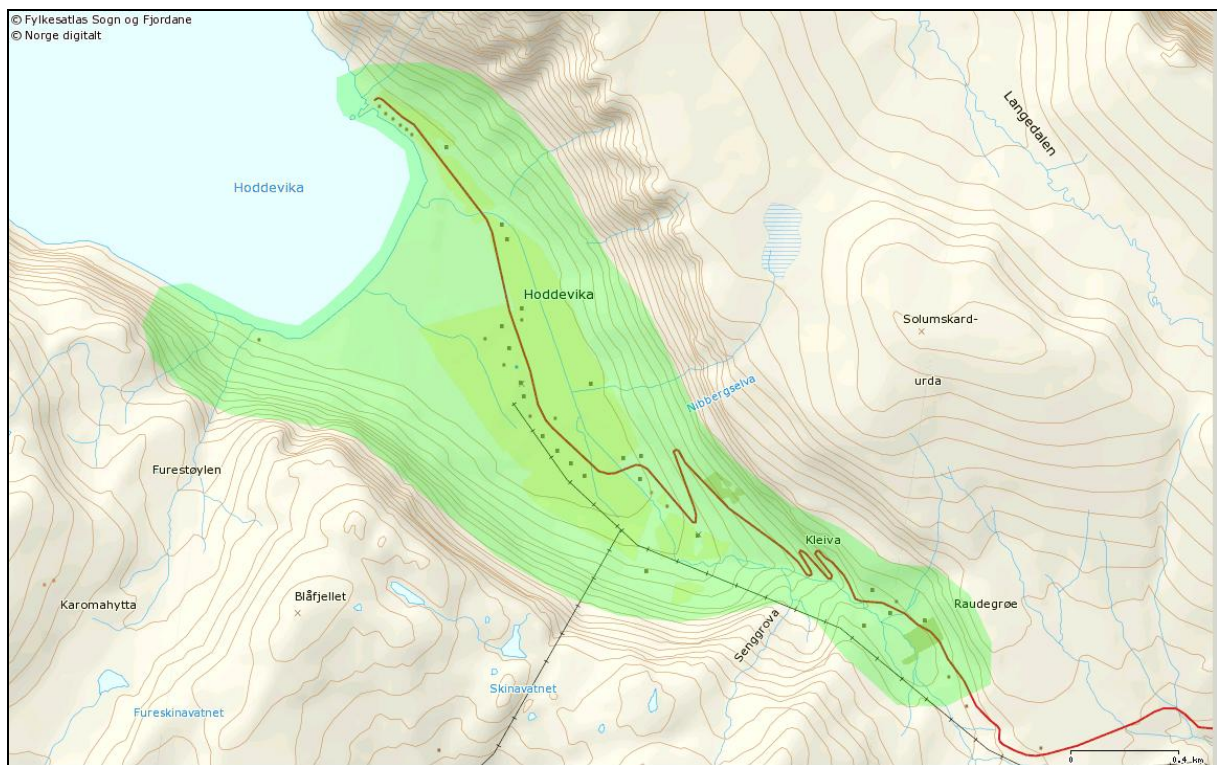 © Fylkesatlas Sogn og Fjordane
© Norge digitalt
Langedalen
Hoddevika
Hoddevika
Solumskard-
urda
Nibbergselva
Furestøylen
Kleiva
Karomahytta
Blåfjellet
Raudegrøe
Senggrova
Skinavatnet
Fureskinavatnet
0
0.4 km